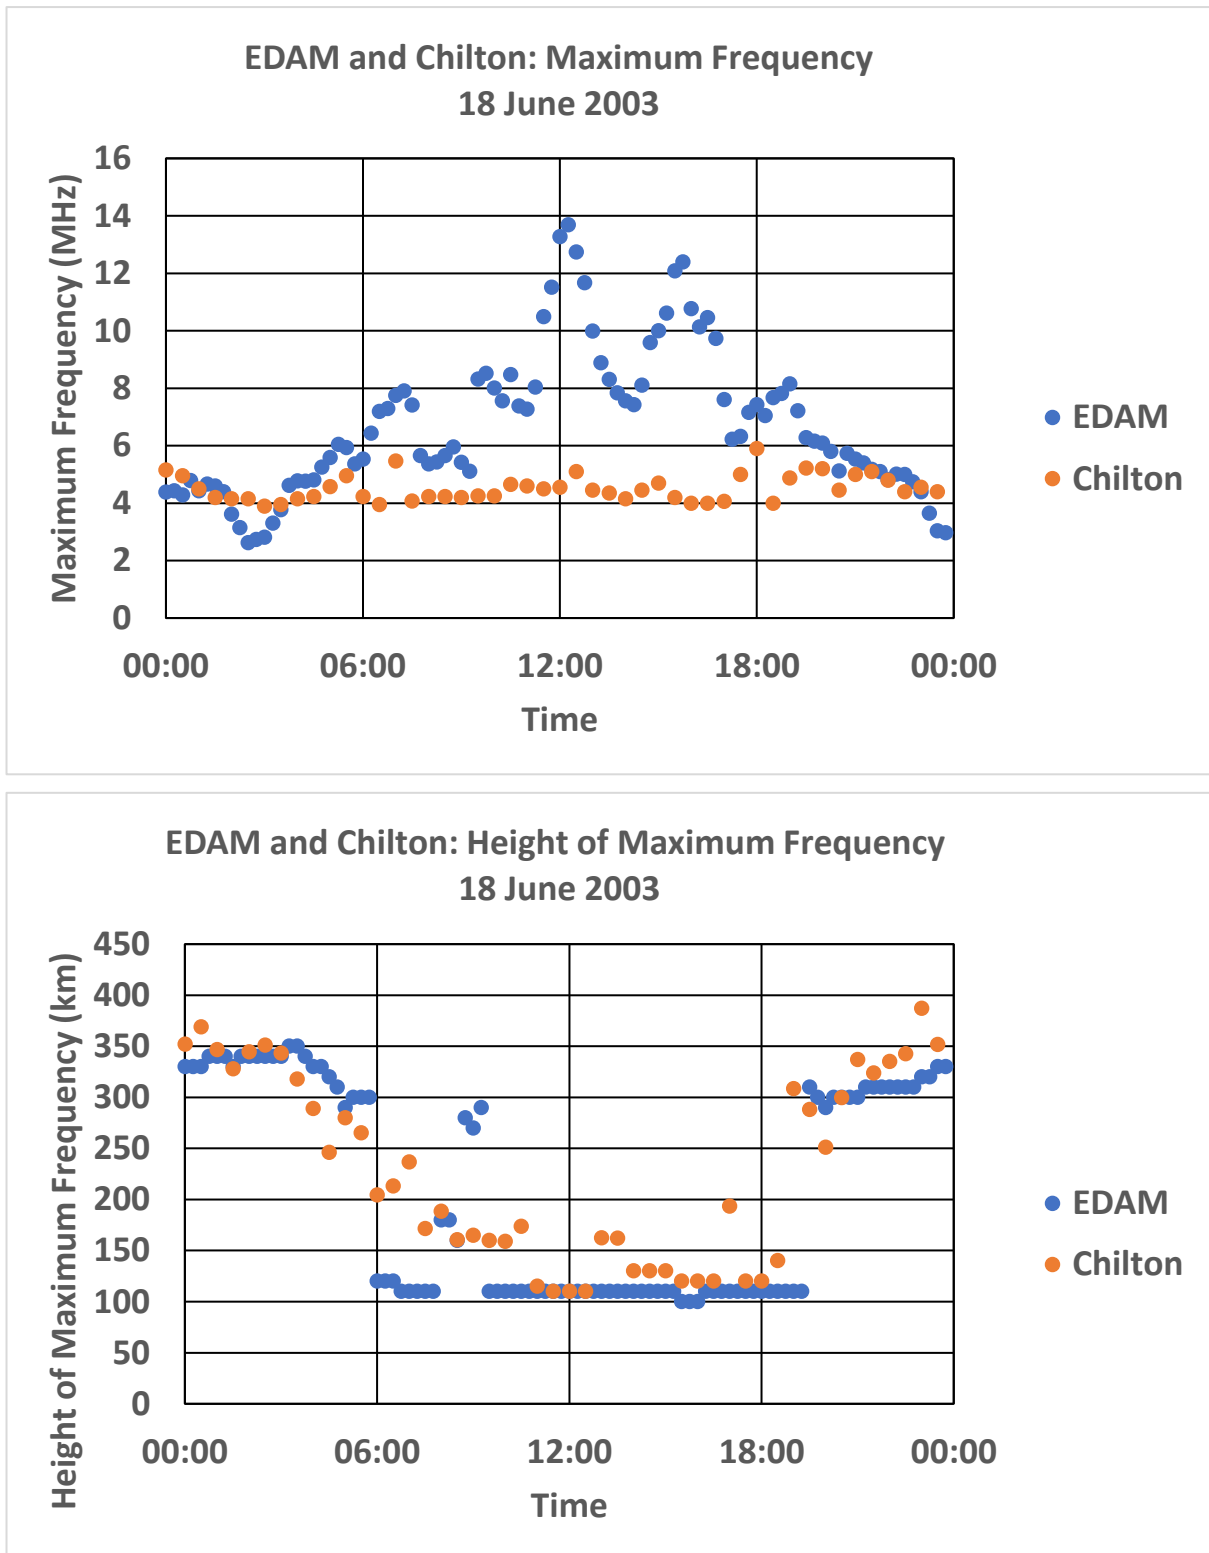 EDAM and Chilton: Maximum Frequency
18 June 2003
Maximum Frequency (MHz)
16
14
12
10
8
6
4
2
0
00:00 06:00 12:00 18:00 00:00
Time
EDAM
Chilton
EDAM and Chilton: Height of Maximum Frequency
18 June 2003
Height of Maximum Frequency (km)
450
400
350
300
250
200
150
100
50
0
00:00 06:00 12:00 18:00 00:00
Time
EDAM
Chilton